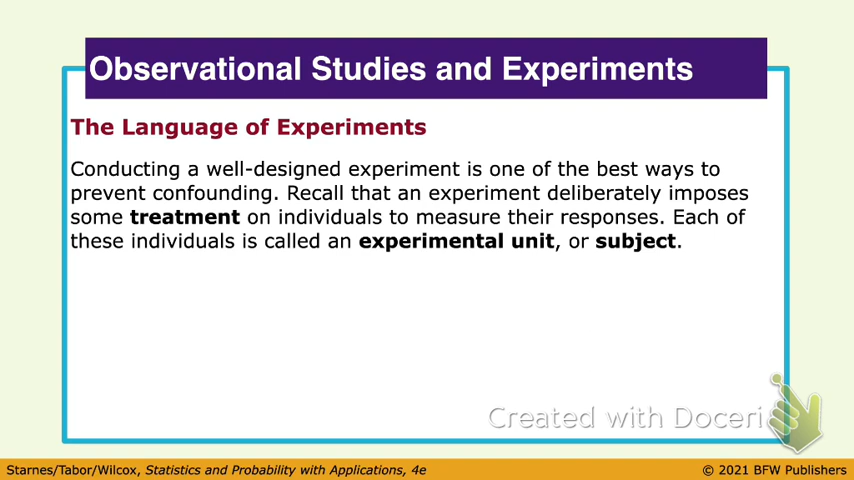 Observational Studies and Experiments
The Language of Experiments
Conducting a well-designed experiment is one of the best ways to
prevent confounding. Recall that an experiment deliberately imposes
some treatment on individuals to measure their responses. Each of
these individuals is called an experimental unit, or subject.
Created with Doceri
Starnes/Tabor/Wilcox, Statistics and Probability with Applications, 4e
© 2021 BFW Publishers